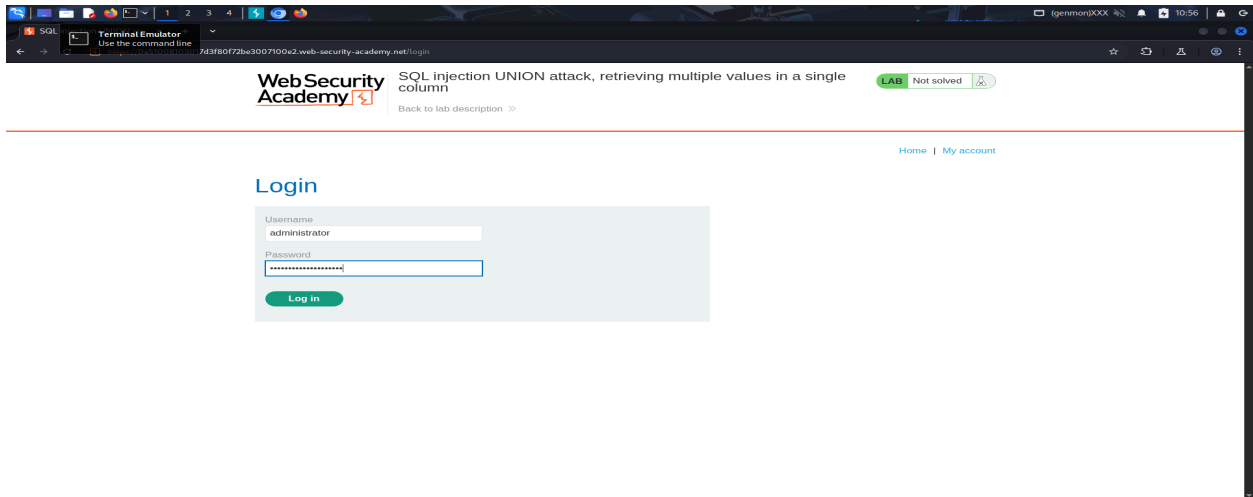 1 2 3 4
(genmon)XXX 10:56
SQL
Terminal Emulator
Use the command line
7d3f80f72be3007100e2.web-security-academy.net/login
WebSecurity
Academy
SQL injection UNION attack, retrieving multiple values in a single
column
LAB Not solved
Back to lab description
Home | My account
Login
Username
administrator
Password
Log in